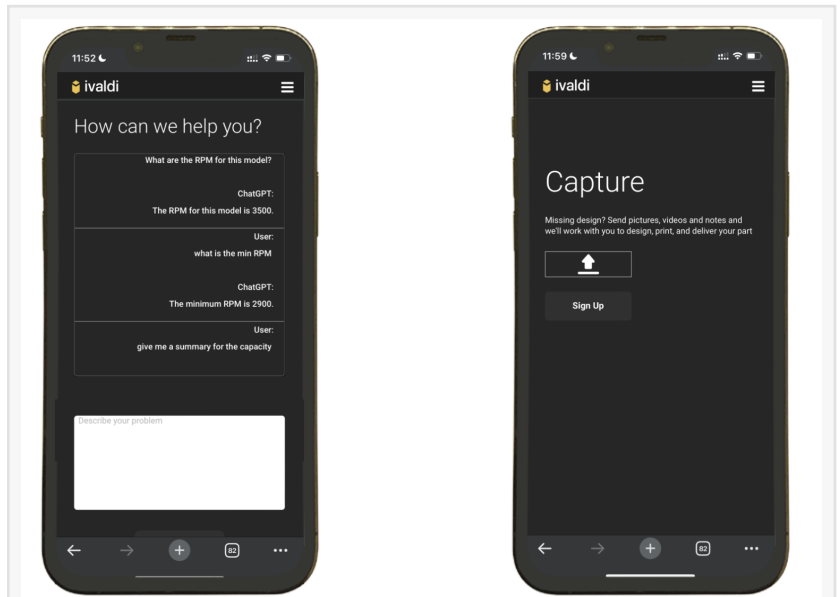 11:52
ivaldi
How can we help you?
What are the RPM for this model?
ChatGPT:
The RPM for this model is 3500.
User:
what is the min RPM
ChatGPT:
The minimum RPM is 2900.
User:
give me a summary for the capacity
Describe your problem
82
11:59
ivaldi
Capture
Missing design? Send pictures, videos and notes and
we'll work with you to design, print, and deliver your part
Sign Up
82